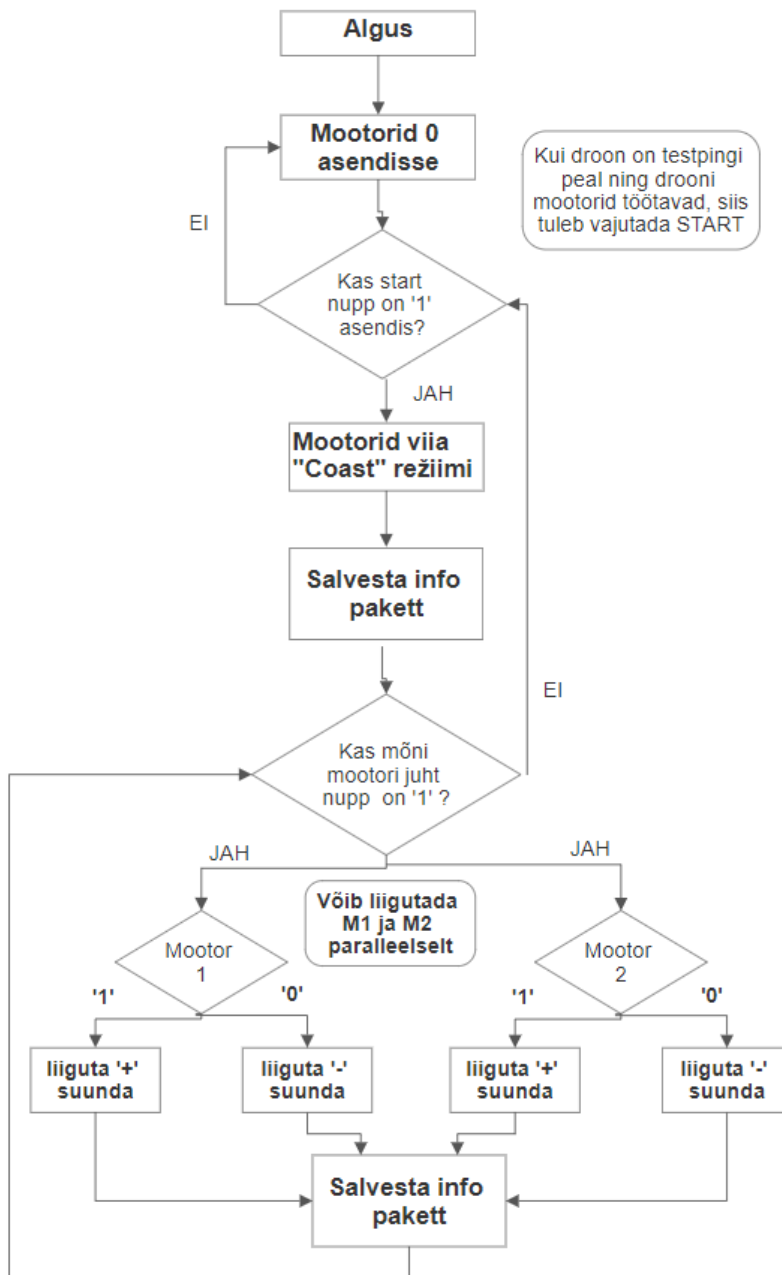 Algus
Mootorid 0
asendisse
Kui droon on testpingi
peal ning drooni
mootorid töötavad, siis
tuleb vajutada START
EI
Kas start
nupp on '1'
asendis?
JAH
Mootorid viia
"Coast" režiimi
Salvesta info
pakett
EI
Kas mõni
mootori juht
nupp on '1' ?
JAH
JAH
Võib liigutada
M1 ja M2
paralleelselt
Mootor
1
Mootor
2
'1'
'0'
'1'
'0'
liiguta '+'
suunda
liiguta '-'
suunda
liiguta '+'
suunda
liiguta '-'
suunda
Salvesta info
pakett